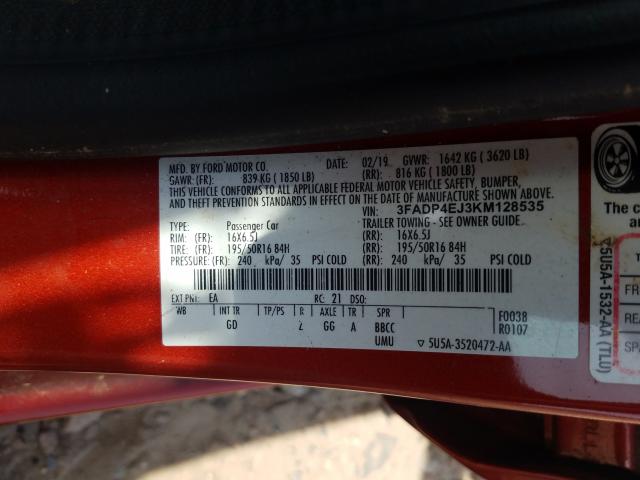 MFD. BY FORD MOTOR CO. DATE: 02/19 GVWR: 1642 KG ( 3620 LB)
GAWR: (FR): 839 KG ( 1850 LB) (RR): 816 KG ( 1800 LB)
THIS VEHICLE CONFORMS TO ALL APPLICABLE FEDERAL MOTOR VEHICLE SAFETY, BUMPER,
AND THEFT PREVENTION STANDARDS IN EFFECT ON THE DATE OF MANUFACTURE SHOWN ABOVE.
VIN: 3FADP4EJ3KM128535
TYPE: Passenger Car TRAILER TOWING - SEE OWNER GUIDE.
RIM: (FR): 16X6.5J (RR): 16X6.5J
TIRE: (FR): 195/50R16 84H (RR): 195/50R16 84H
PRESSURE: (FR): 240 kPa/ 35 PSI COLD (RR): 240 kPa/ 35 PSI COLD
EXT PNT: EA RC: 21 DSO:
WB INT TR TP/PS R AXLE TR SPR F0038
GD GG A BBCC R0107
UMU 5U5A-3520472-AA
5U5A-1532-AA (TLU)
The c
press
T
FR
REA
SPA